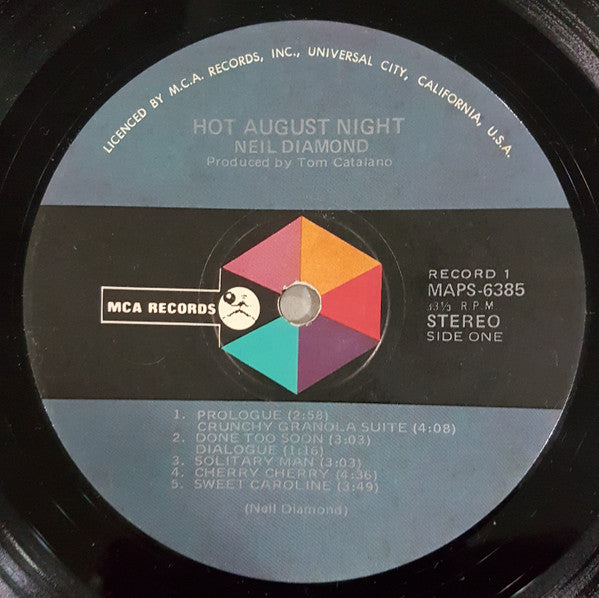 LICENCED BY M.C.A. RECORDS, INC., UNIVERSAL CITY, CALIFORNIA, U.S.A.
HOT AUGUST NIGHT
NEIL DIAMOND
Produced by Tom Catalano
MCA RECORDS
RECORD 1
MAPS-6385
33⅓ R.P.M
STEREO
SIDE ONE
1. PROLOGUE (2:58)
CRUNCHY GRANOLA SUITE (4:08)
2. DONE TOO SOON (3:03)
DIALOGUE (1:16)
3. SOLITARY MAN (3:03)
4. CHERRY CHERRY (4:36)
5. SWEET CAROLINE (3:49)
(Neil Diamond)